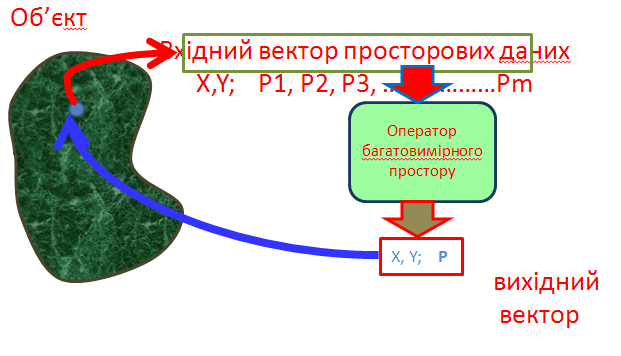 Об’єкт
Вхідний вектор просторових даних
X,Y; P1, P2, P3, ………………Pm
Оператор
багатовимірного
простору
X, Y; P
вихідний
вектор